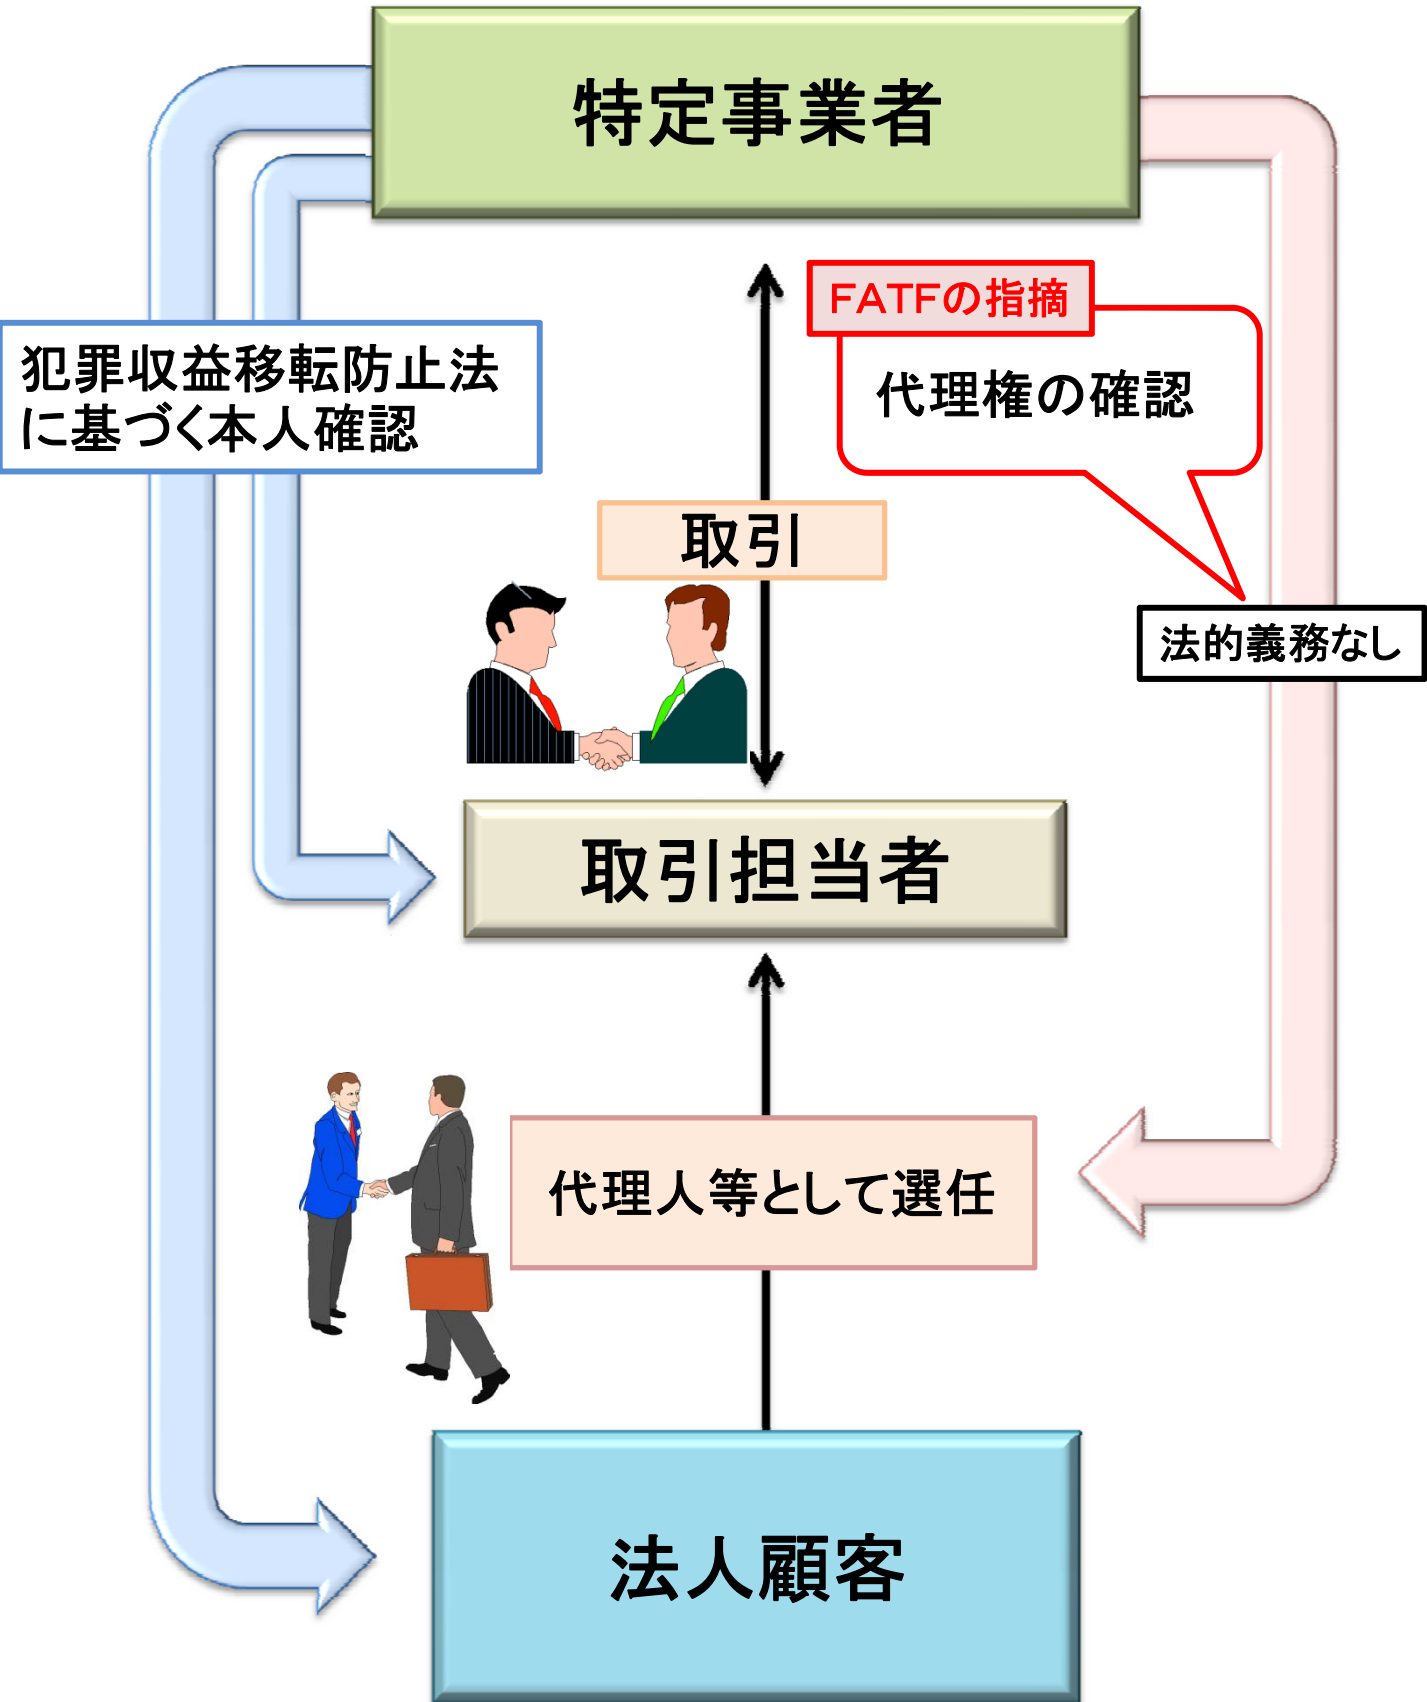 特定事業者
FATFの指摘
代理権の確認
犯罪収益移転防止法
に基づく本人確認
取引
法的義務なし
取引担当者
代理人等として選任
法人顧客